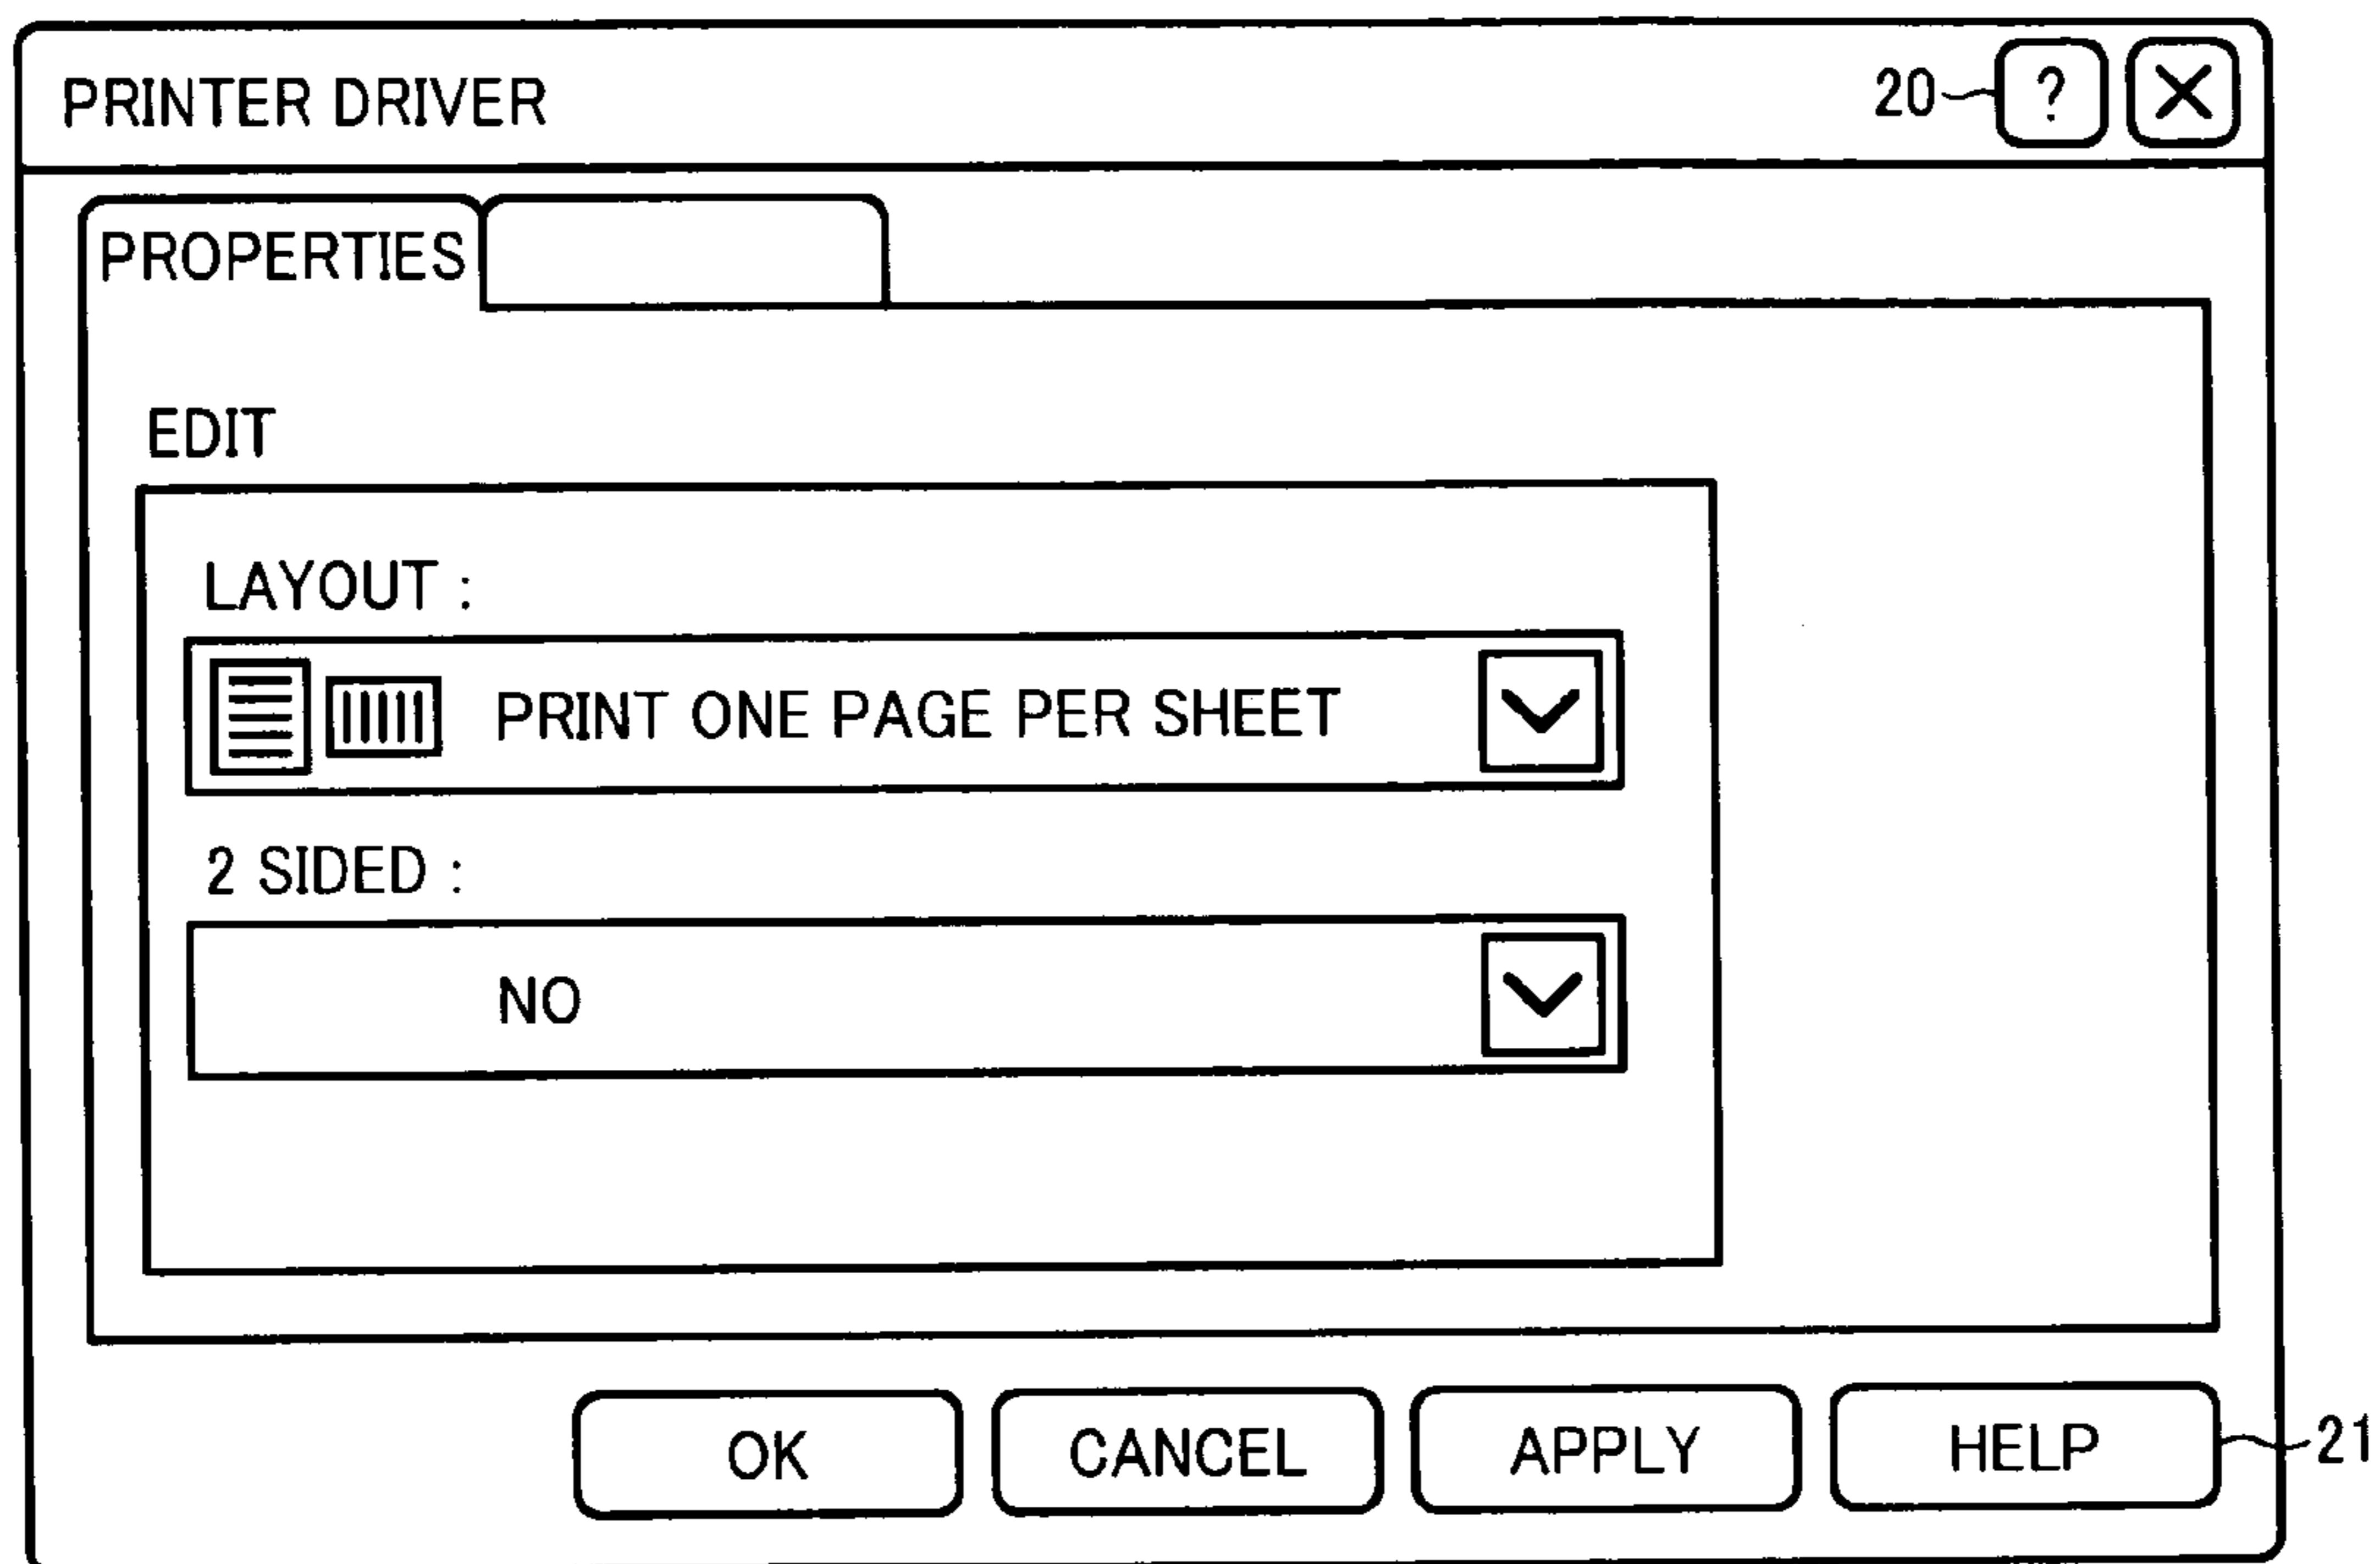 PRINTER DRIVER 20 ?
PROPERTIES
EDIT
LAYOUT :
PRINT ONE PAGE PER SHEET
2 SIDED :
NO
OK CANCEL APPLY HELP 21